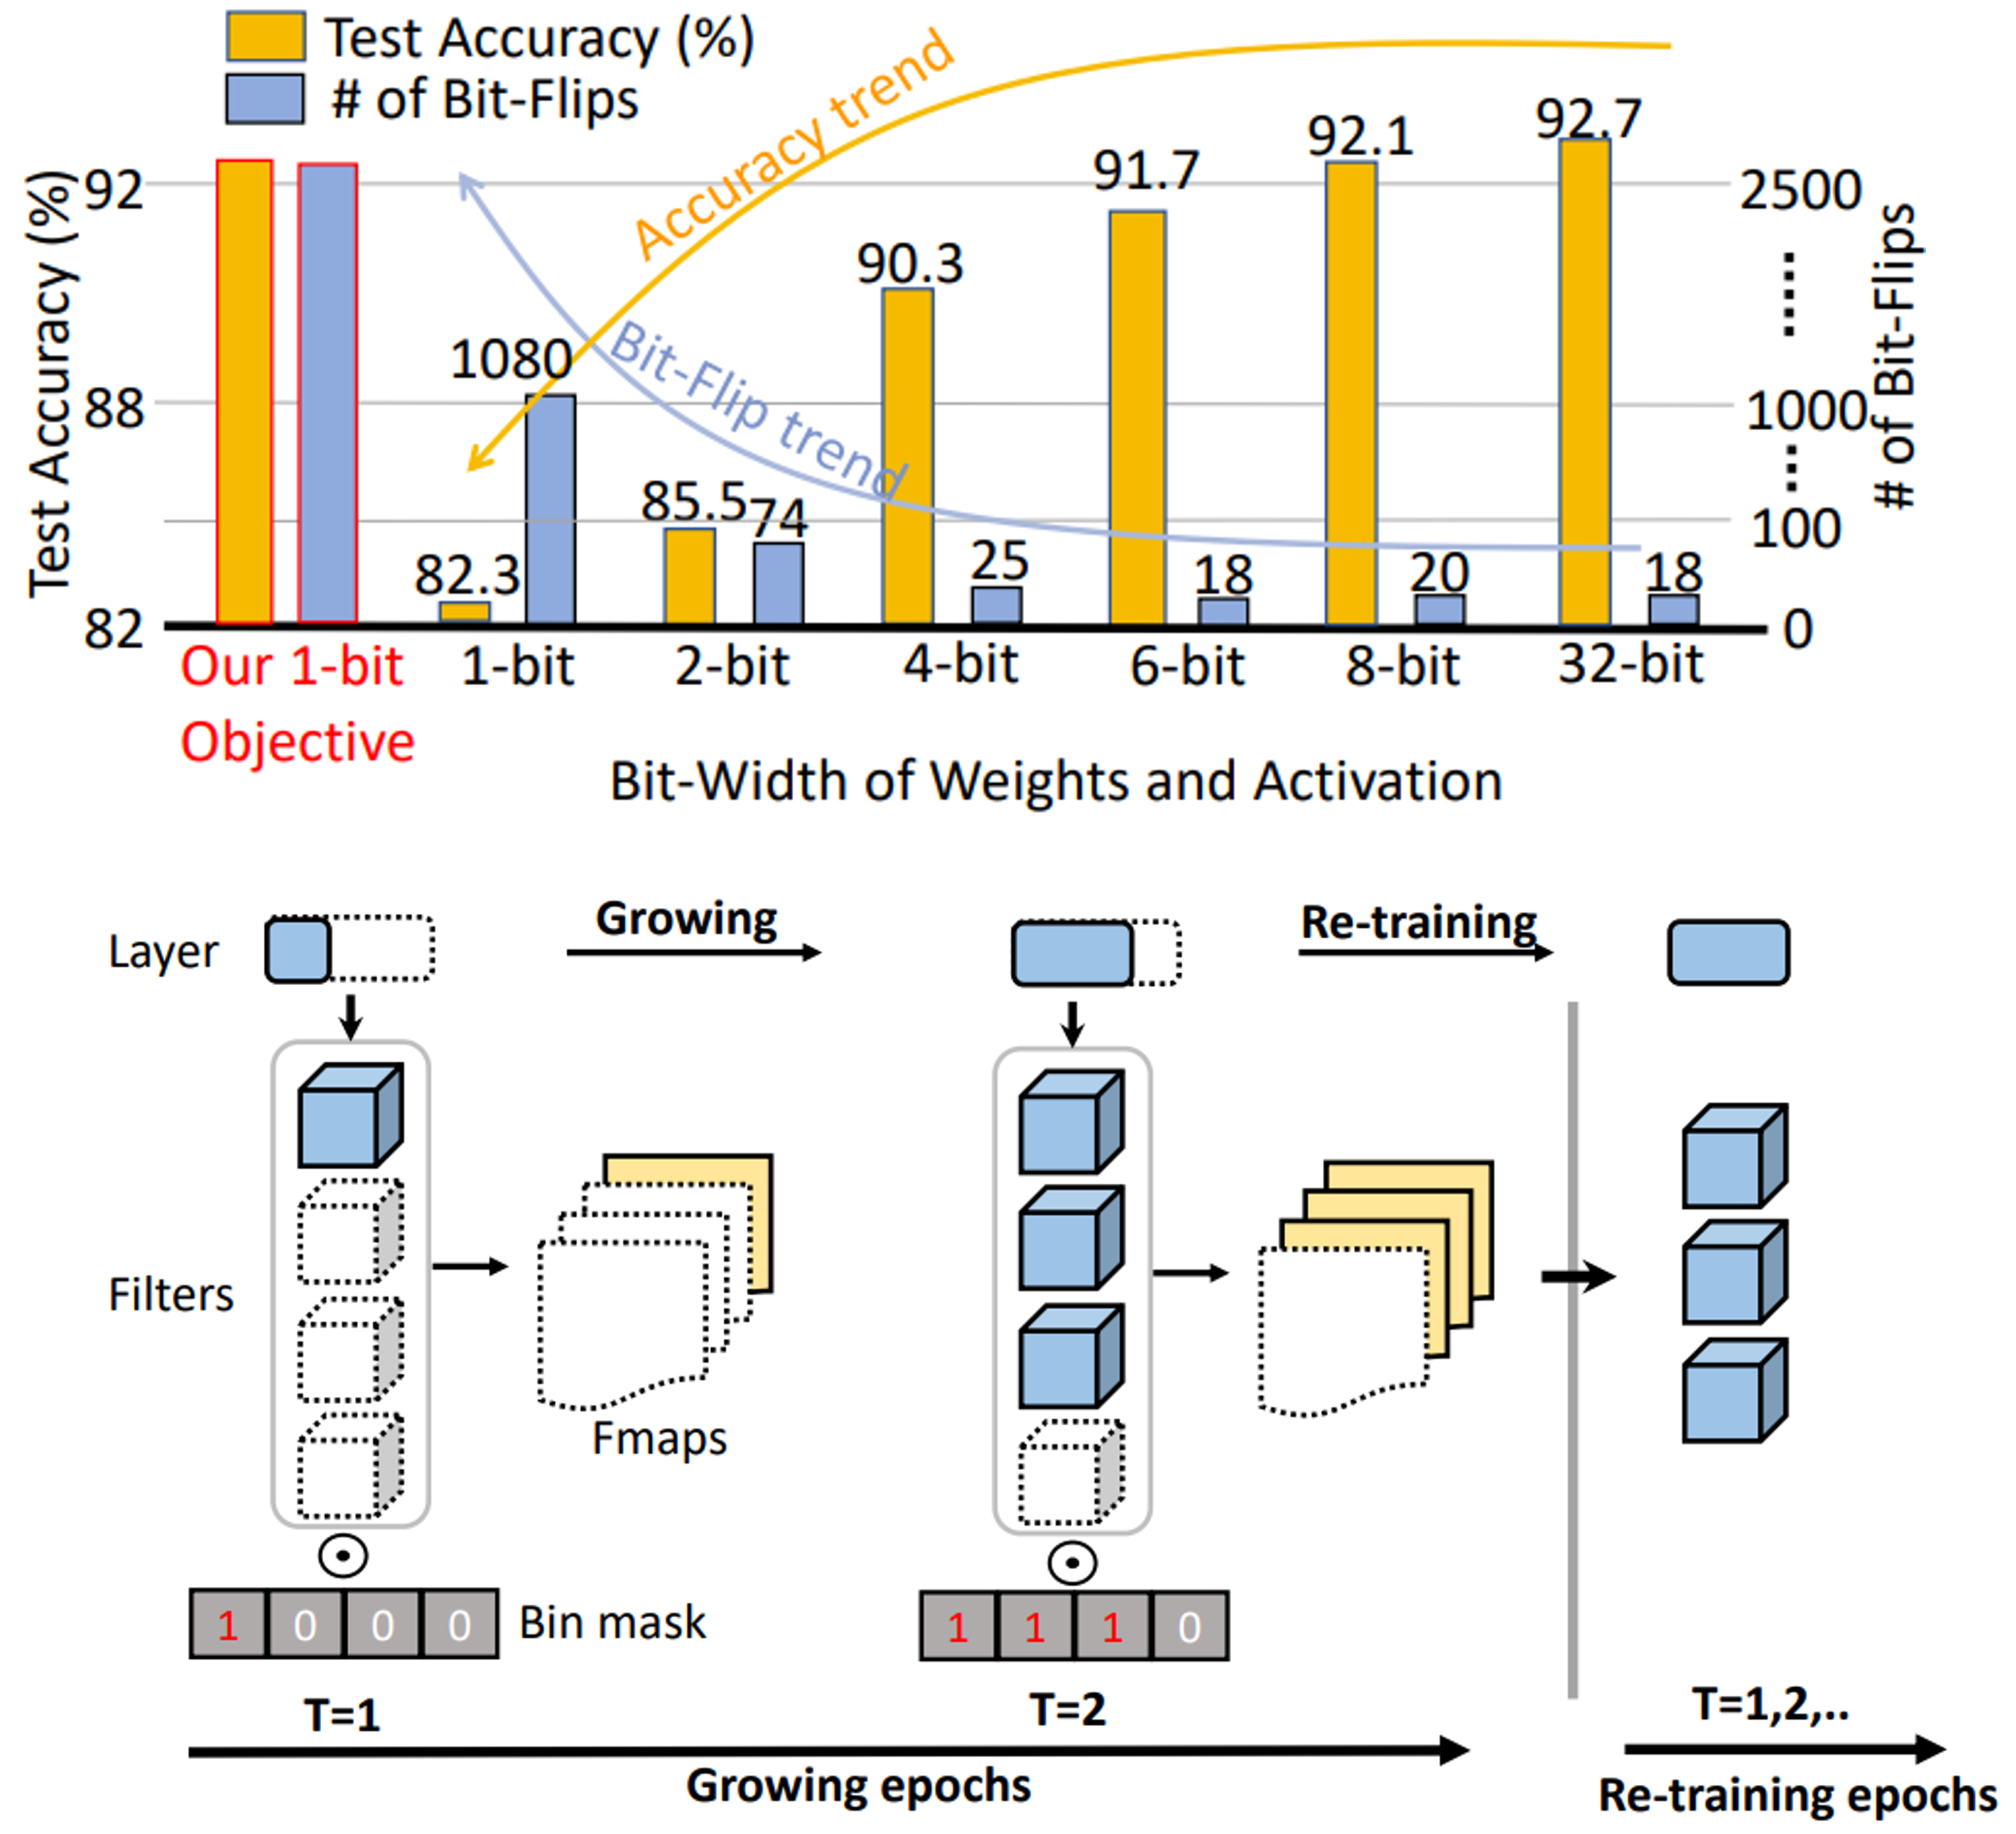 Test Accuracy (%)
# of Bit-Flips
Accuracy trend
Bit-Flip trend
Test Accuracy (%)
92
88
82
2500
1000
100
0
# of Bit-Flips
82.3
1080
85.5
74
90.3
25
91.7
18
92.1
20
92.7
18
Our 1-bit
Objective
1-bit
2-bit
4-bit
6-bit
8-bit
32-bit
Bit-Width of Weights and Activation
Layer
Growing
Re-training
Filters
Fmaps
1 0 0 0
Bin mask
1 1 1 0
T=1
T=2
T=1,2,..
Growing epochs
Re-training epochs